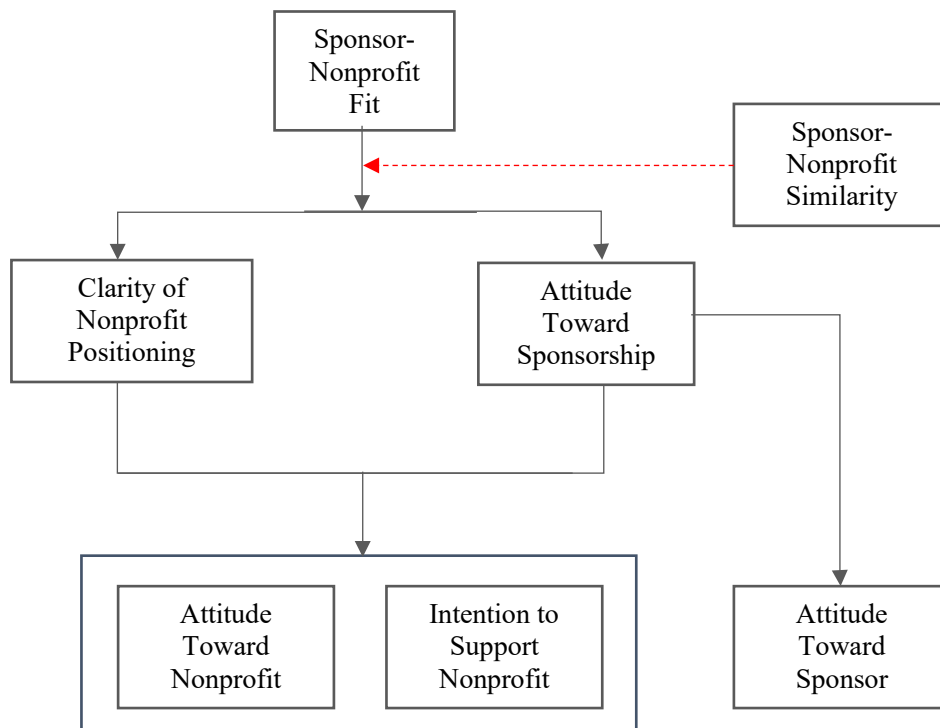 Sponsor-
Nonprofit
Fit
Sponsor-
Nonprofit
Similarity
Clarity of
Nonprofit
Positioning
Attitude
Toward
Sponsorship
Attitude
Toward
Nonprofit
Intention to
Support
Nonprofit
Attitude
Toward
Sponsor